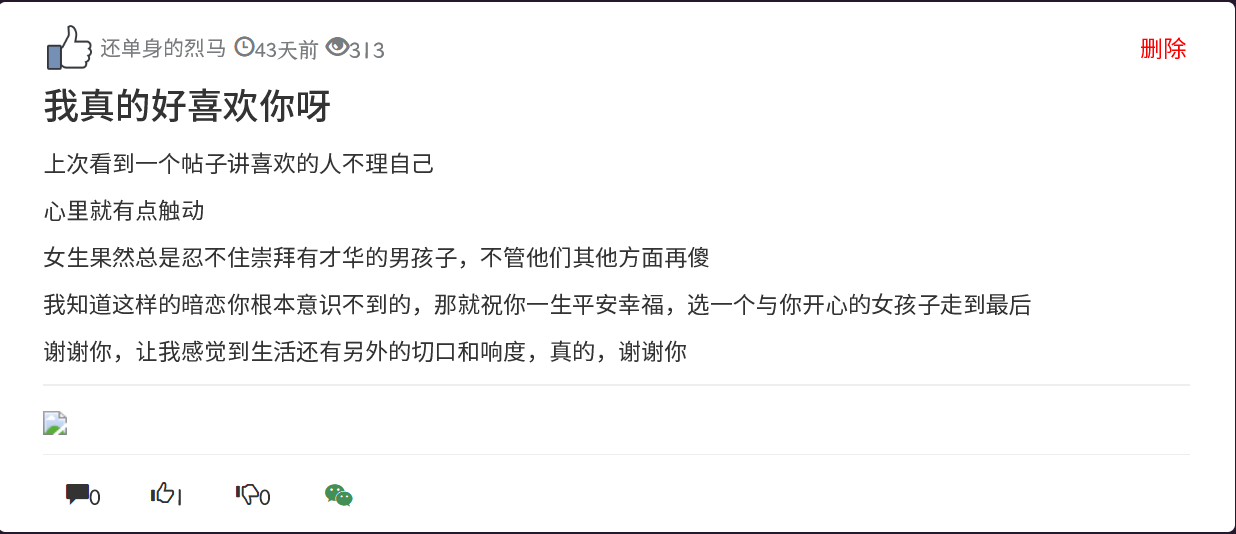 还单身的烈马 43天前 313 删除
我真的好喜欢你呀
上次看到一个帖子讲喜欢的人不理自己
心里就有点触动
女生果然总是忍不住崇拜有才华的男孩子，不管他们其他方面再傻
我知道这样的暗恋你根本意识不到的，那就祝你一生平安幸福，选一个与你开心的女孩子走到最后
谢谢你，让我感觉到生活还有另外的切口和响度，真的，谢谢你
0 1 0